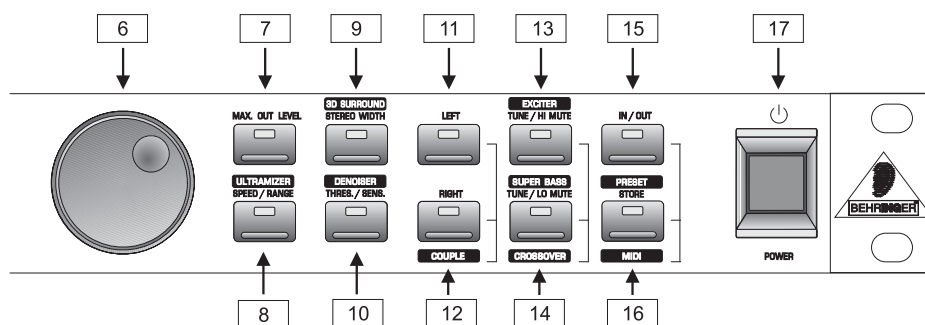 6 7 9 11 13 15 17
3D SURROUND EXCITER
MAX. OUT LEVEL STEREO WIDTH LEFT TUNE / HI MUTE IN / OUT
ULTRAMIZER DENOISER SUPER BASS PRESET
SPEED / RANGE THRES. / SENS. RIGHT TUNE / LO MUTE STORE
BEHRINGER
COUPLE CROSSOVER MIDI POWER
8 10 12 14 16